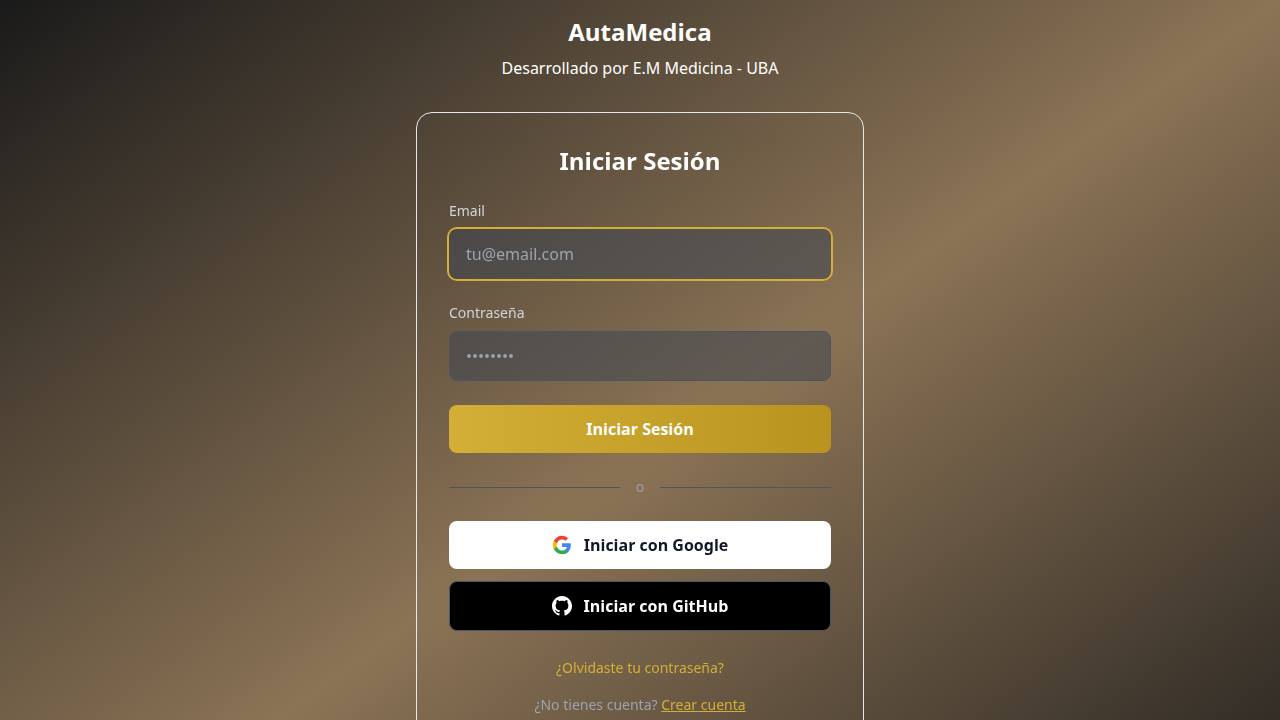 AutaMedica
Desarrollado por E.M Medicina - UBA
Iniciar Sesión
Email
tu@email.com
Contraseña
••••••••
Iniciar Sesión
o
Iniciar con Google
Iniciar con GitHub
¿Olvidaste tu contraseña?
¿No tienes cuenta? Crear cuenta